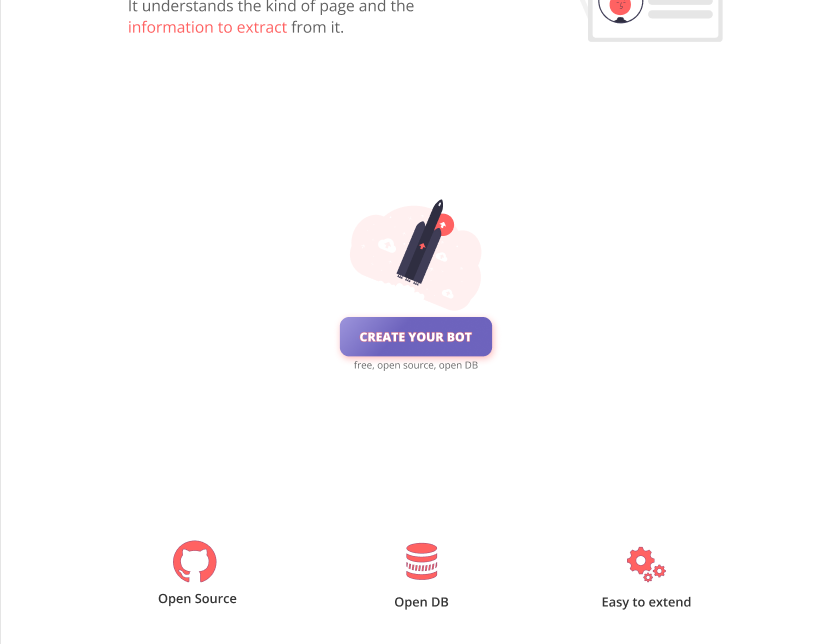 It understands the kind of page and the
information to extract from it.
CREATE YOUR BOT
free, open source, open DB
Open Source
Open DB
Easy to extend